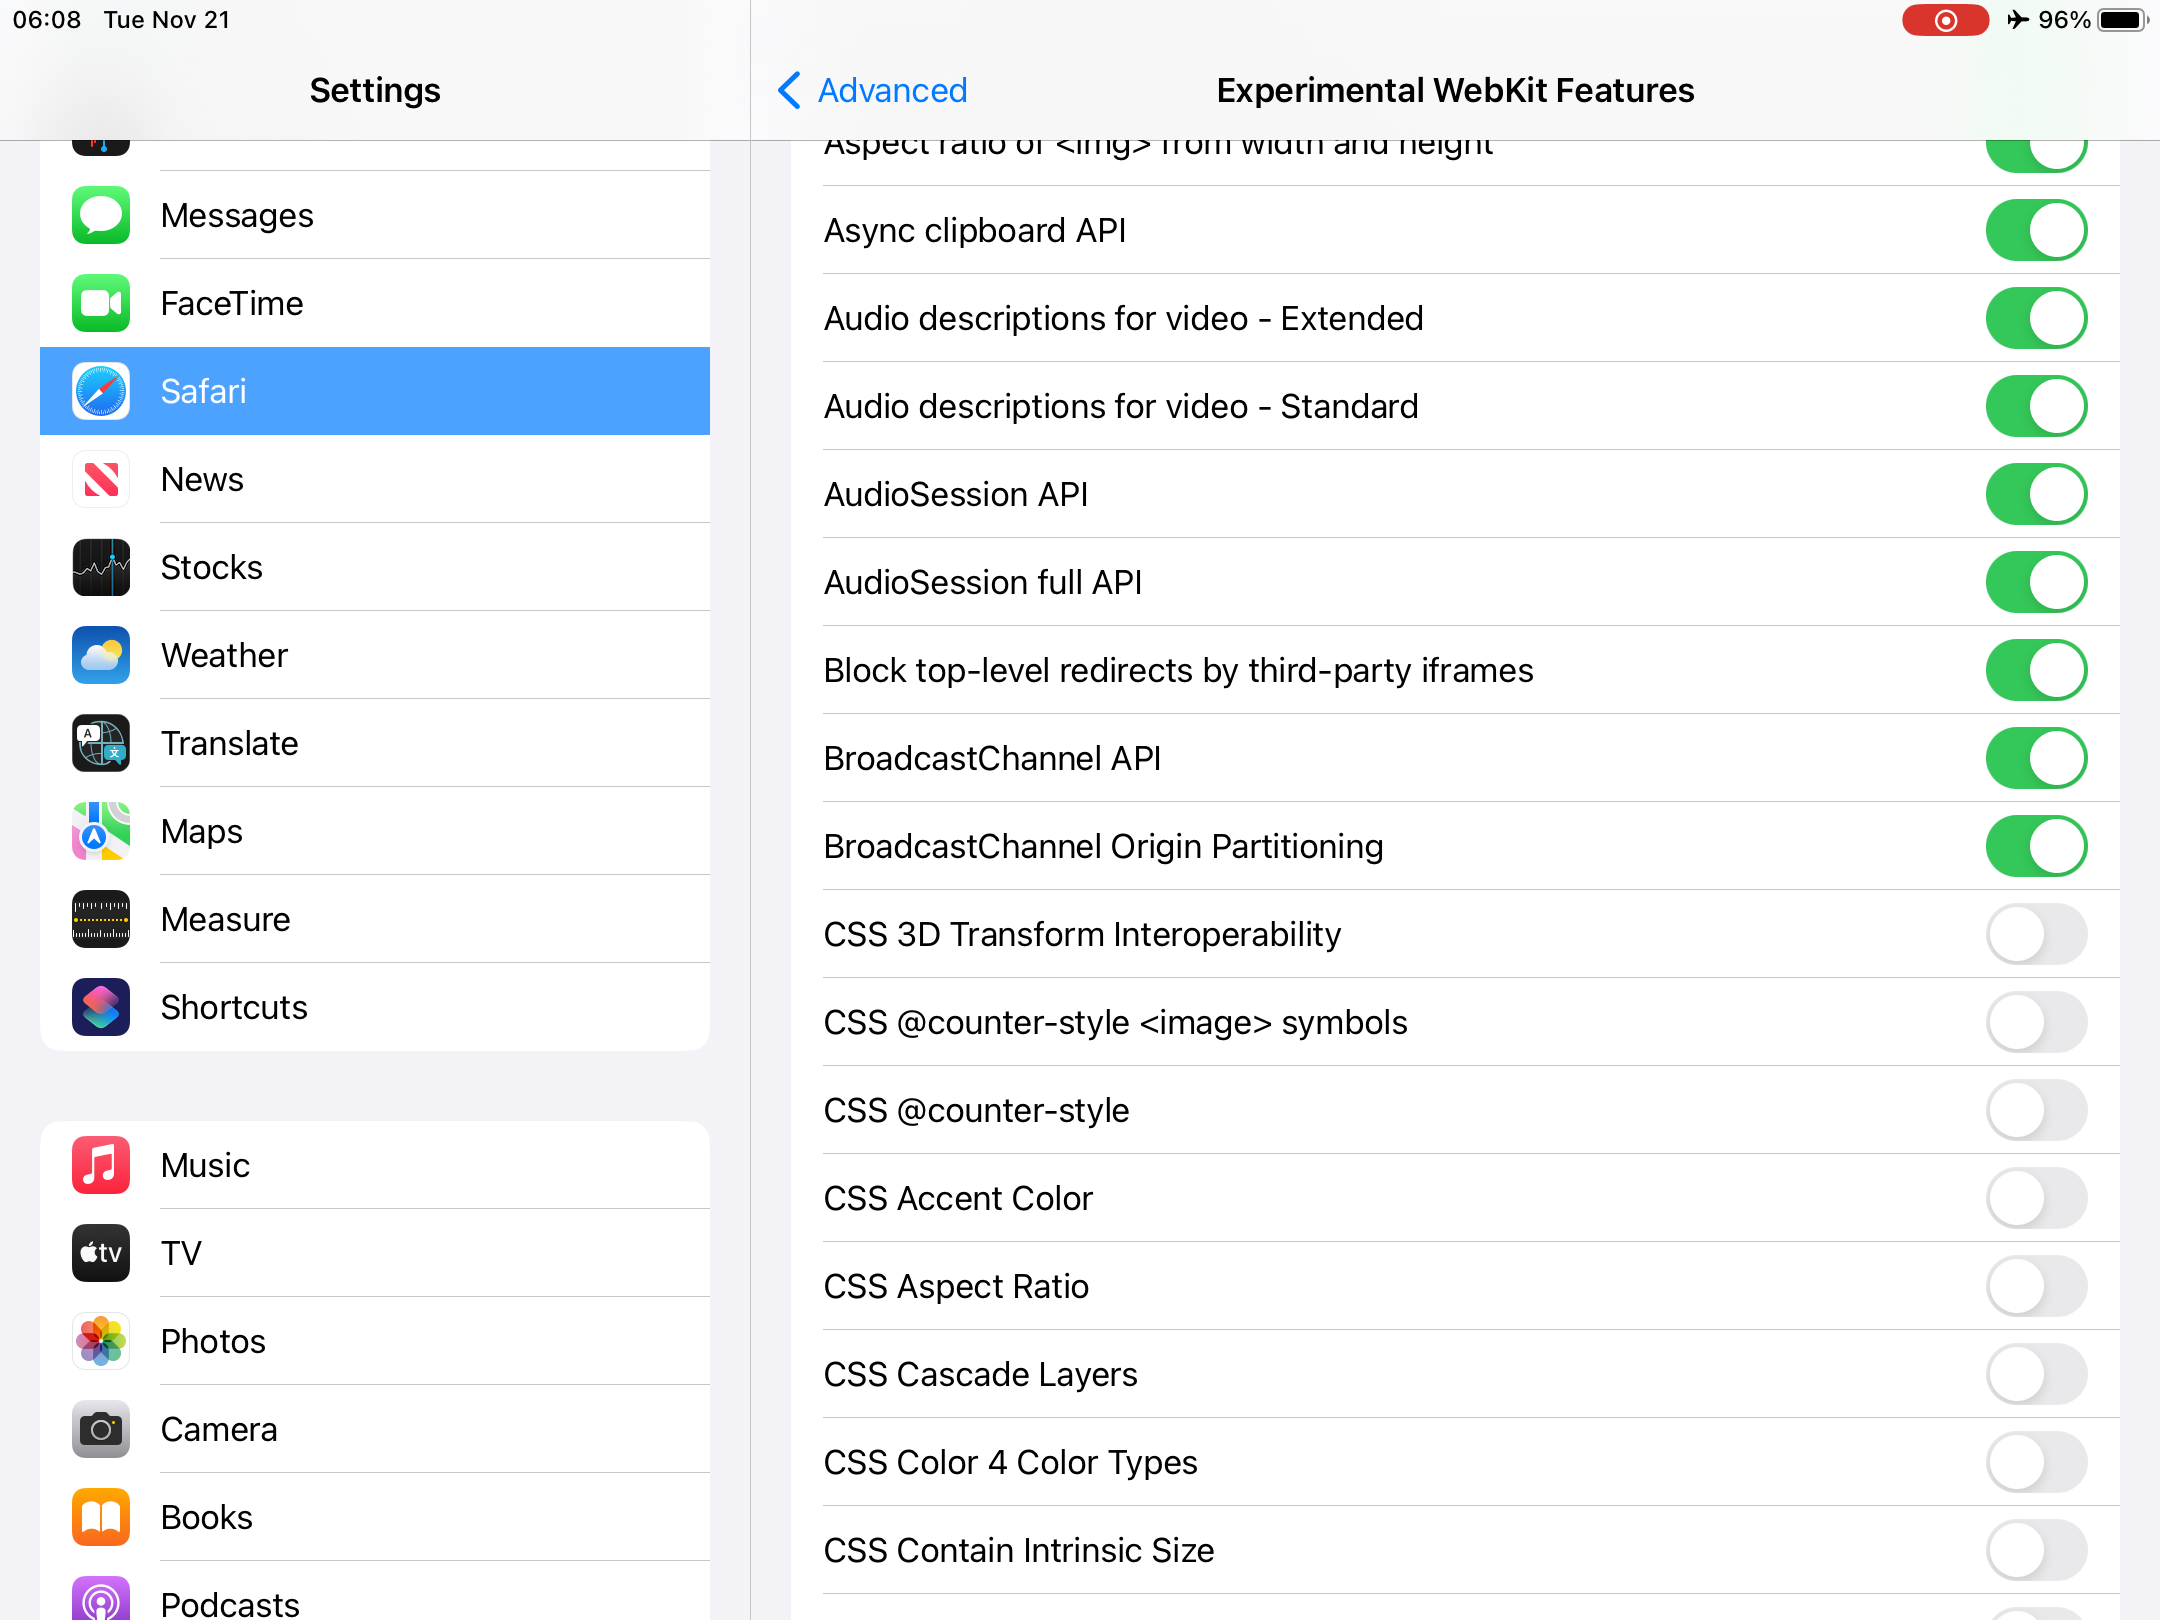 06:08 Tue Nov 21
96%
Settings
Messages
FaceTime
Safari
News
Stocks
Weather
Translate
Maps
Measure
Shortcuts
Music
tv
TV
Photos
Camera
Books
Podcasts
Advanced
Experimental WebKit Features
Aspect ratio of <img> from width and height
Async clipboard API
Audio descriptions for video - Extended
Audio descriptions for video - Standard
AudioSession API
AudioSession full API
Block top-level redirects by third-party iframes
BroadcastChannel API
BroadcastChannel Origin Partitioning
CSS 3D Transform Interoperability
CSS @counter-style <image> symbols
CSS @counter-style
CSS Accent Color
CSS Aspect Ratio
CSS Cascade Layers
CSS Color 4 Color Types
CSS Contain Intrinsic Size